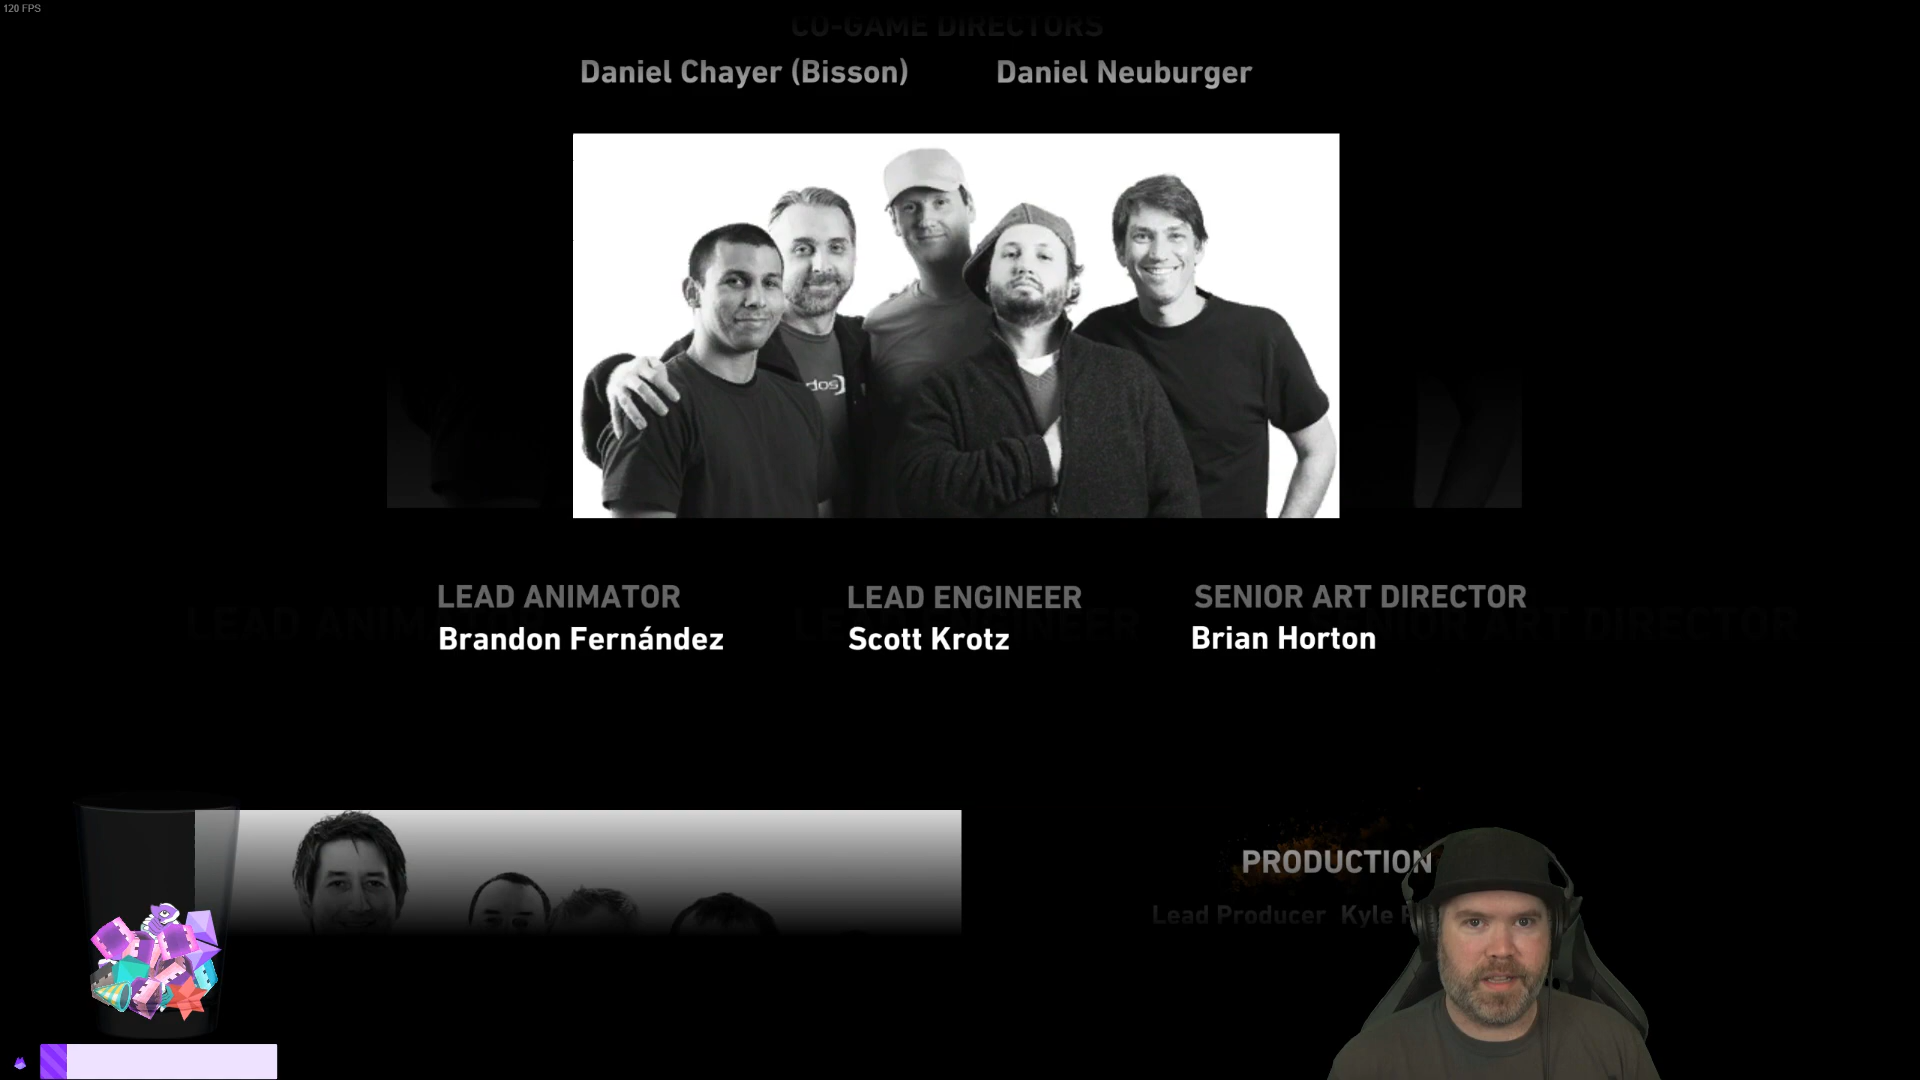 120 FPS
CO-GAME DIRECTORS
Daniel Chayer (Bisson) Daniel Neuburger
dos)
LEAD ANIMATOR LEAD ENGINEER SENIOR ART DIRECTOR
Brandon Fernández Scott Krotz Brian Horton
PRODUCTION
Lead Producer Kyle